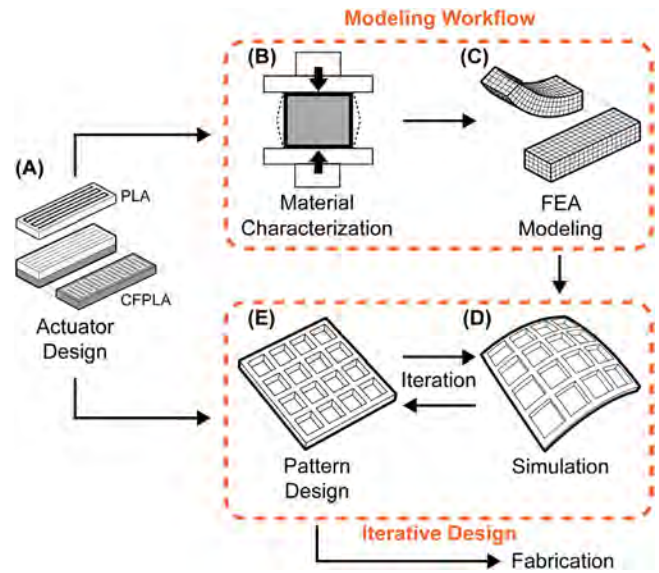 Modeling Workflow
(B)
(C)
(A)
PLA
Material
Characterization
FEA
Modeling
CFPLA
Actuator
Design
(E)
(D)
Iteration
Pattern
Design
Simulation
Iterative Design
Fabrication